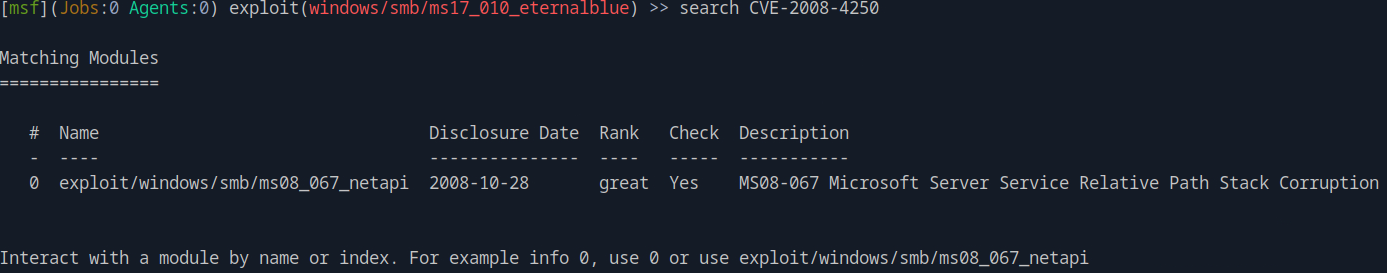 [msf](Jobs:0 Agents:0) exploit(windows/smb/ms17_010_eternalblue) >> search CVE-2008-4250
Matching Modules
================
# Name Disclosure Date Rank Check Description
- ---- --------------- ---- ----- -----------
0 exploit/windows/smb/ms08_067_netapi 2008-10-28 great Yes MS08-067 Microsoft Server Service Relative Path Stack Corruption
Interact with a module by name or index. For example info 0, use 0 or use exploit/windows/smb/ms08_067_netapi